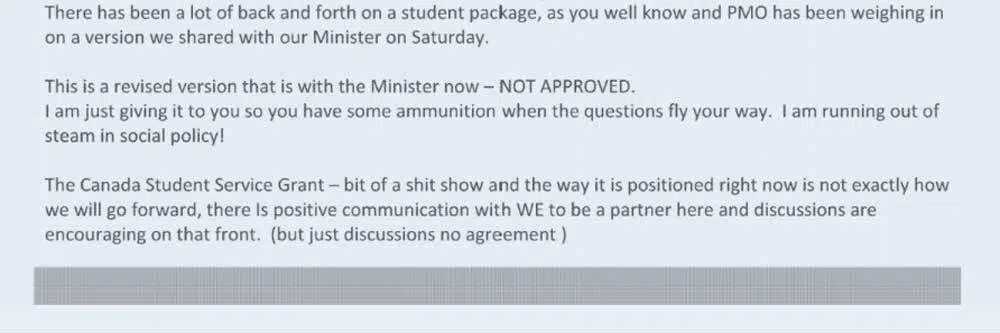 There has been a lot of back and forth on a student package, as you well know and PMO has been weighing in
on a version we shared with our Minister on Saturday.
This is a revised version that is with the Minister now – NOT APPROVED.
I am just giving it to you so you have some ammunition when the questions fly your way.  I am running out of
steam in social policy!
The Canada Student Service Grant – bit of a shit show and the way it is positioned right now is not exactly how
we will go forward, there Is positive communication with WE to be a partner here and discussions are
encouraging on that front.  (but just discussions no agreement )